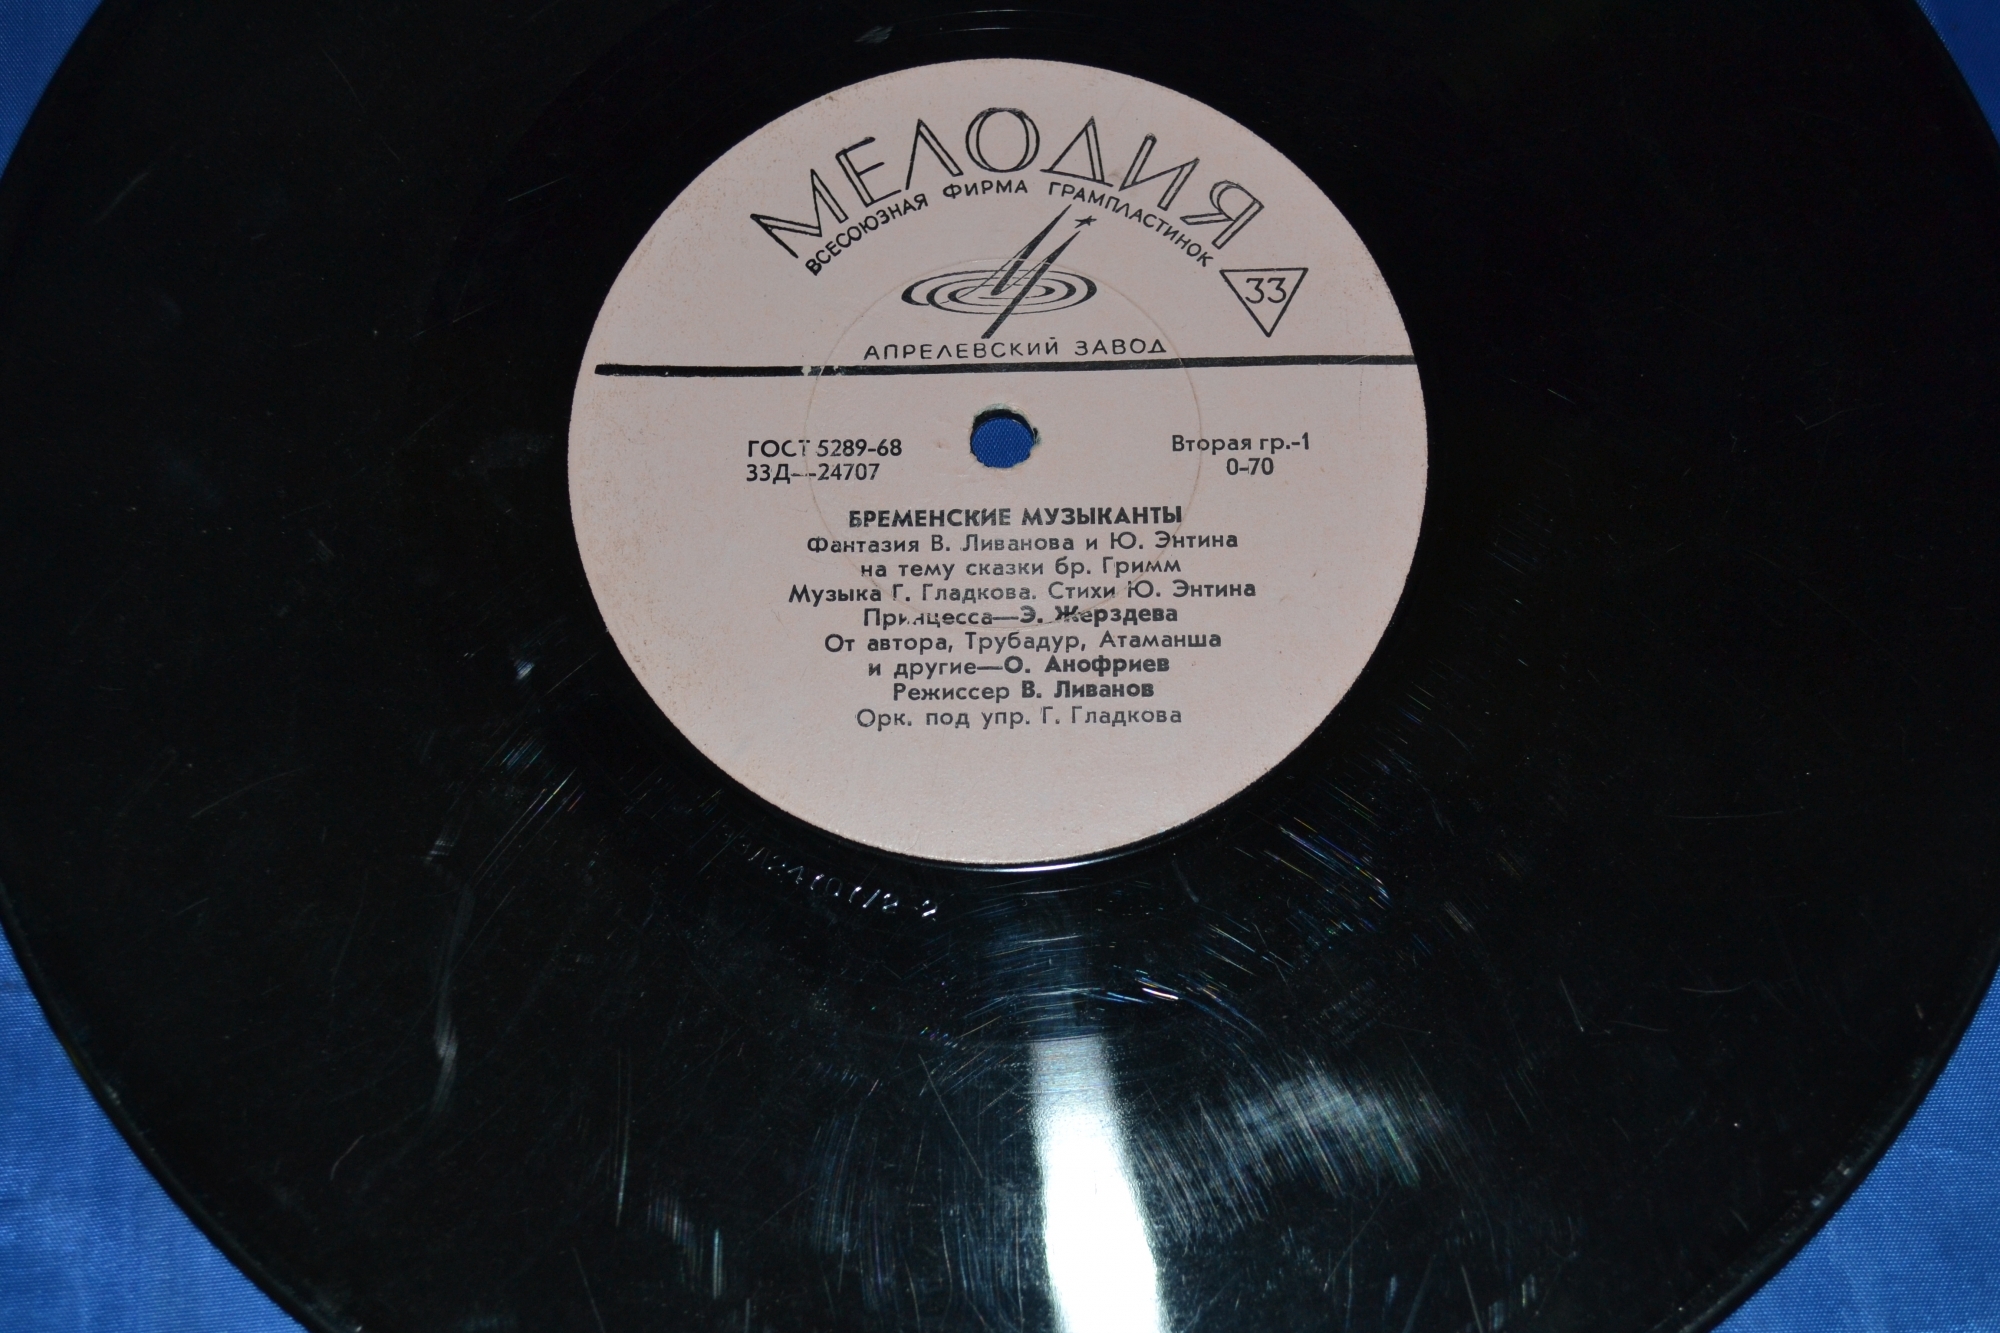 МЕЛОДИЯ
ВСЕСОЮЗНАЯ ФИРМА ГРАМПЛАСТИНОК
33
АПРЕЛЕВСКИЙ ЗАВОД
ГОСТ 5289-68
33Д—24707
Вторая гр.-1
0-70
БРЕМЕНСКИЕ МУЗЫКАНТЫ
Фантазия В. Ливанова и Ю. Энтина
на тему сказки бр. Гримм
Музыка Г. Гладкова. Стихи Ю. Энтина
Принцесса—Э. Жерздева
От автора, Трубадур, Атаманша
и другие—О. Анофриев
Режиссер В. Ливанов
Орк. под упр. Г. Гладкова